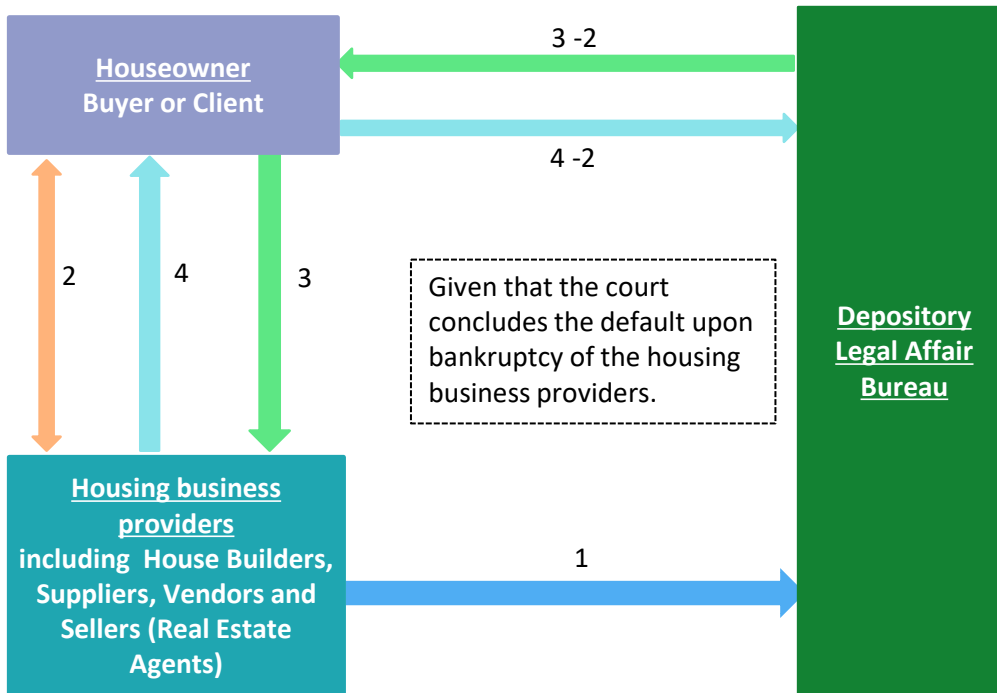 Houseowner
Buyer or Client
3 -2
4 -2
2
4
3
Given that the court
concludes the default upon
bankruptcy of the housing
business providers.
Depository
Legal Affair
Bureau
Housing business
providers
including  House Builders,
Suppliers, Vendors and
Sellers (Real Estate
Agents)
1